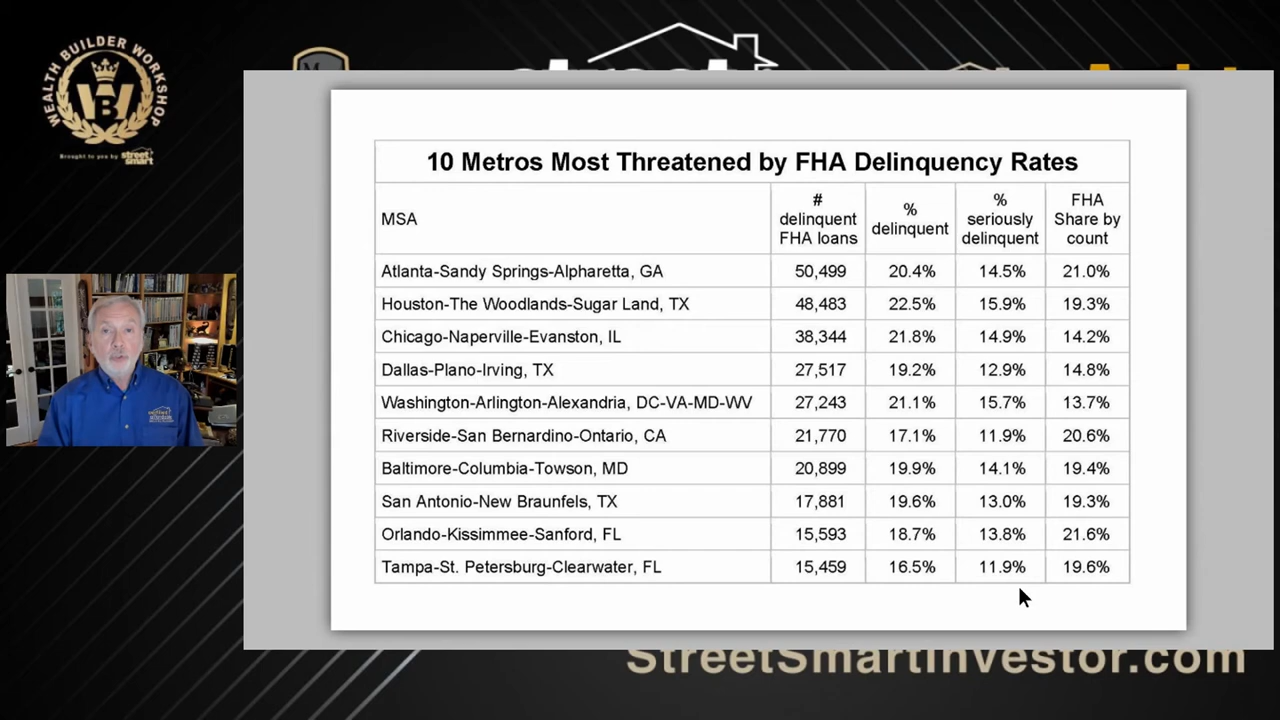 WEALTH BUILDER WORKSHOP
WB
Brought to you by street smart
10 Metros Most Threatened by FHA Delinquency Rates
MSA # delinquent FHA loans % delinquent % seriously delinquent FHA Share by count
Atlanta-Sandy Springs-Alpharetta, GA 50,499 20.4% 14.5% 21.0%
Houston-The Woodlands-Sugar Land, TX 48,483 22.5% 15.9% 19.3%
Chicago-Naperville-Evanston, IL 38,344 21.8% 14.9% 14.2%
Dallas-Plano-Irving, TX 27,517 19.2% 12.9% 14.8%
Washington-Arlington-Alexandria, DC-VA-MD-WV 27,243 21.1% 15.7% 13.7%
Riverside-San Bernardino-Ontario, CA 21,770 17.1% 11.9% 20.6%
Baltimore-Columbia-Towson, MD 20,899 19.9% 14.1% 19.4%
San Antonio-New Braunfels, TX 17,881 19.6% 13.0% 19.3%
Orlando-Kissimmee-Sanford, FL 15,593 18.7% 13.8% 21.6%
Tampa-St. Petersburg-Clearwater, FL 15,459 16.5% 11.9% 19.6%
StreetSmartInvestor.com